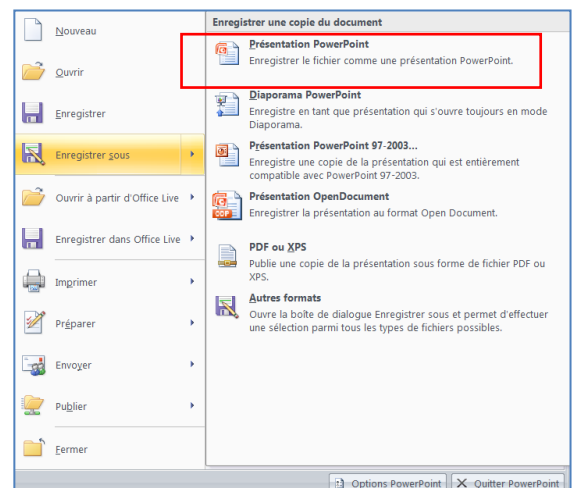 Nouveau
Ouvrir
Enregistrer
Enregistrer sous
Ouvrir à partir d'Office Live
Enregistrer dans Office Live
Imprimer
Préparer
Envoyer
Publier
Fermer
Enregistrer une copie du document
Présentation PowerPoint
Enregistrer le fichier comme une présentation PowerPoint.
Diaporama PowerPoint
Enregistre en tant que présentation qui s'ouvre toujours en mode
Diaporama.
Présentation PowerPoint 97-2003...
Enregistre une copie de la présentation qui est entièrement
compatible avec PowerPoint 97-2003.
Présentation OpenDocument
Enregistrer la présentation au format Open Document.
PDF ou XPS
Publie une copie de la présentation sous forme de fichier PDF ou
XPS.
Autres formats
Ouvre la boîte de dialogue Enregistrer sous et permet d'effectuer
une sélection parmi tous les types de fichiers possibles.
Options PowerPoint
Quitter PowerPoint